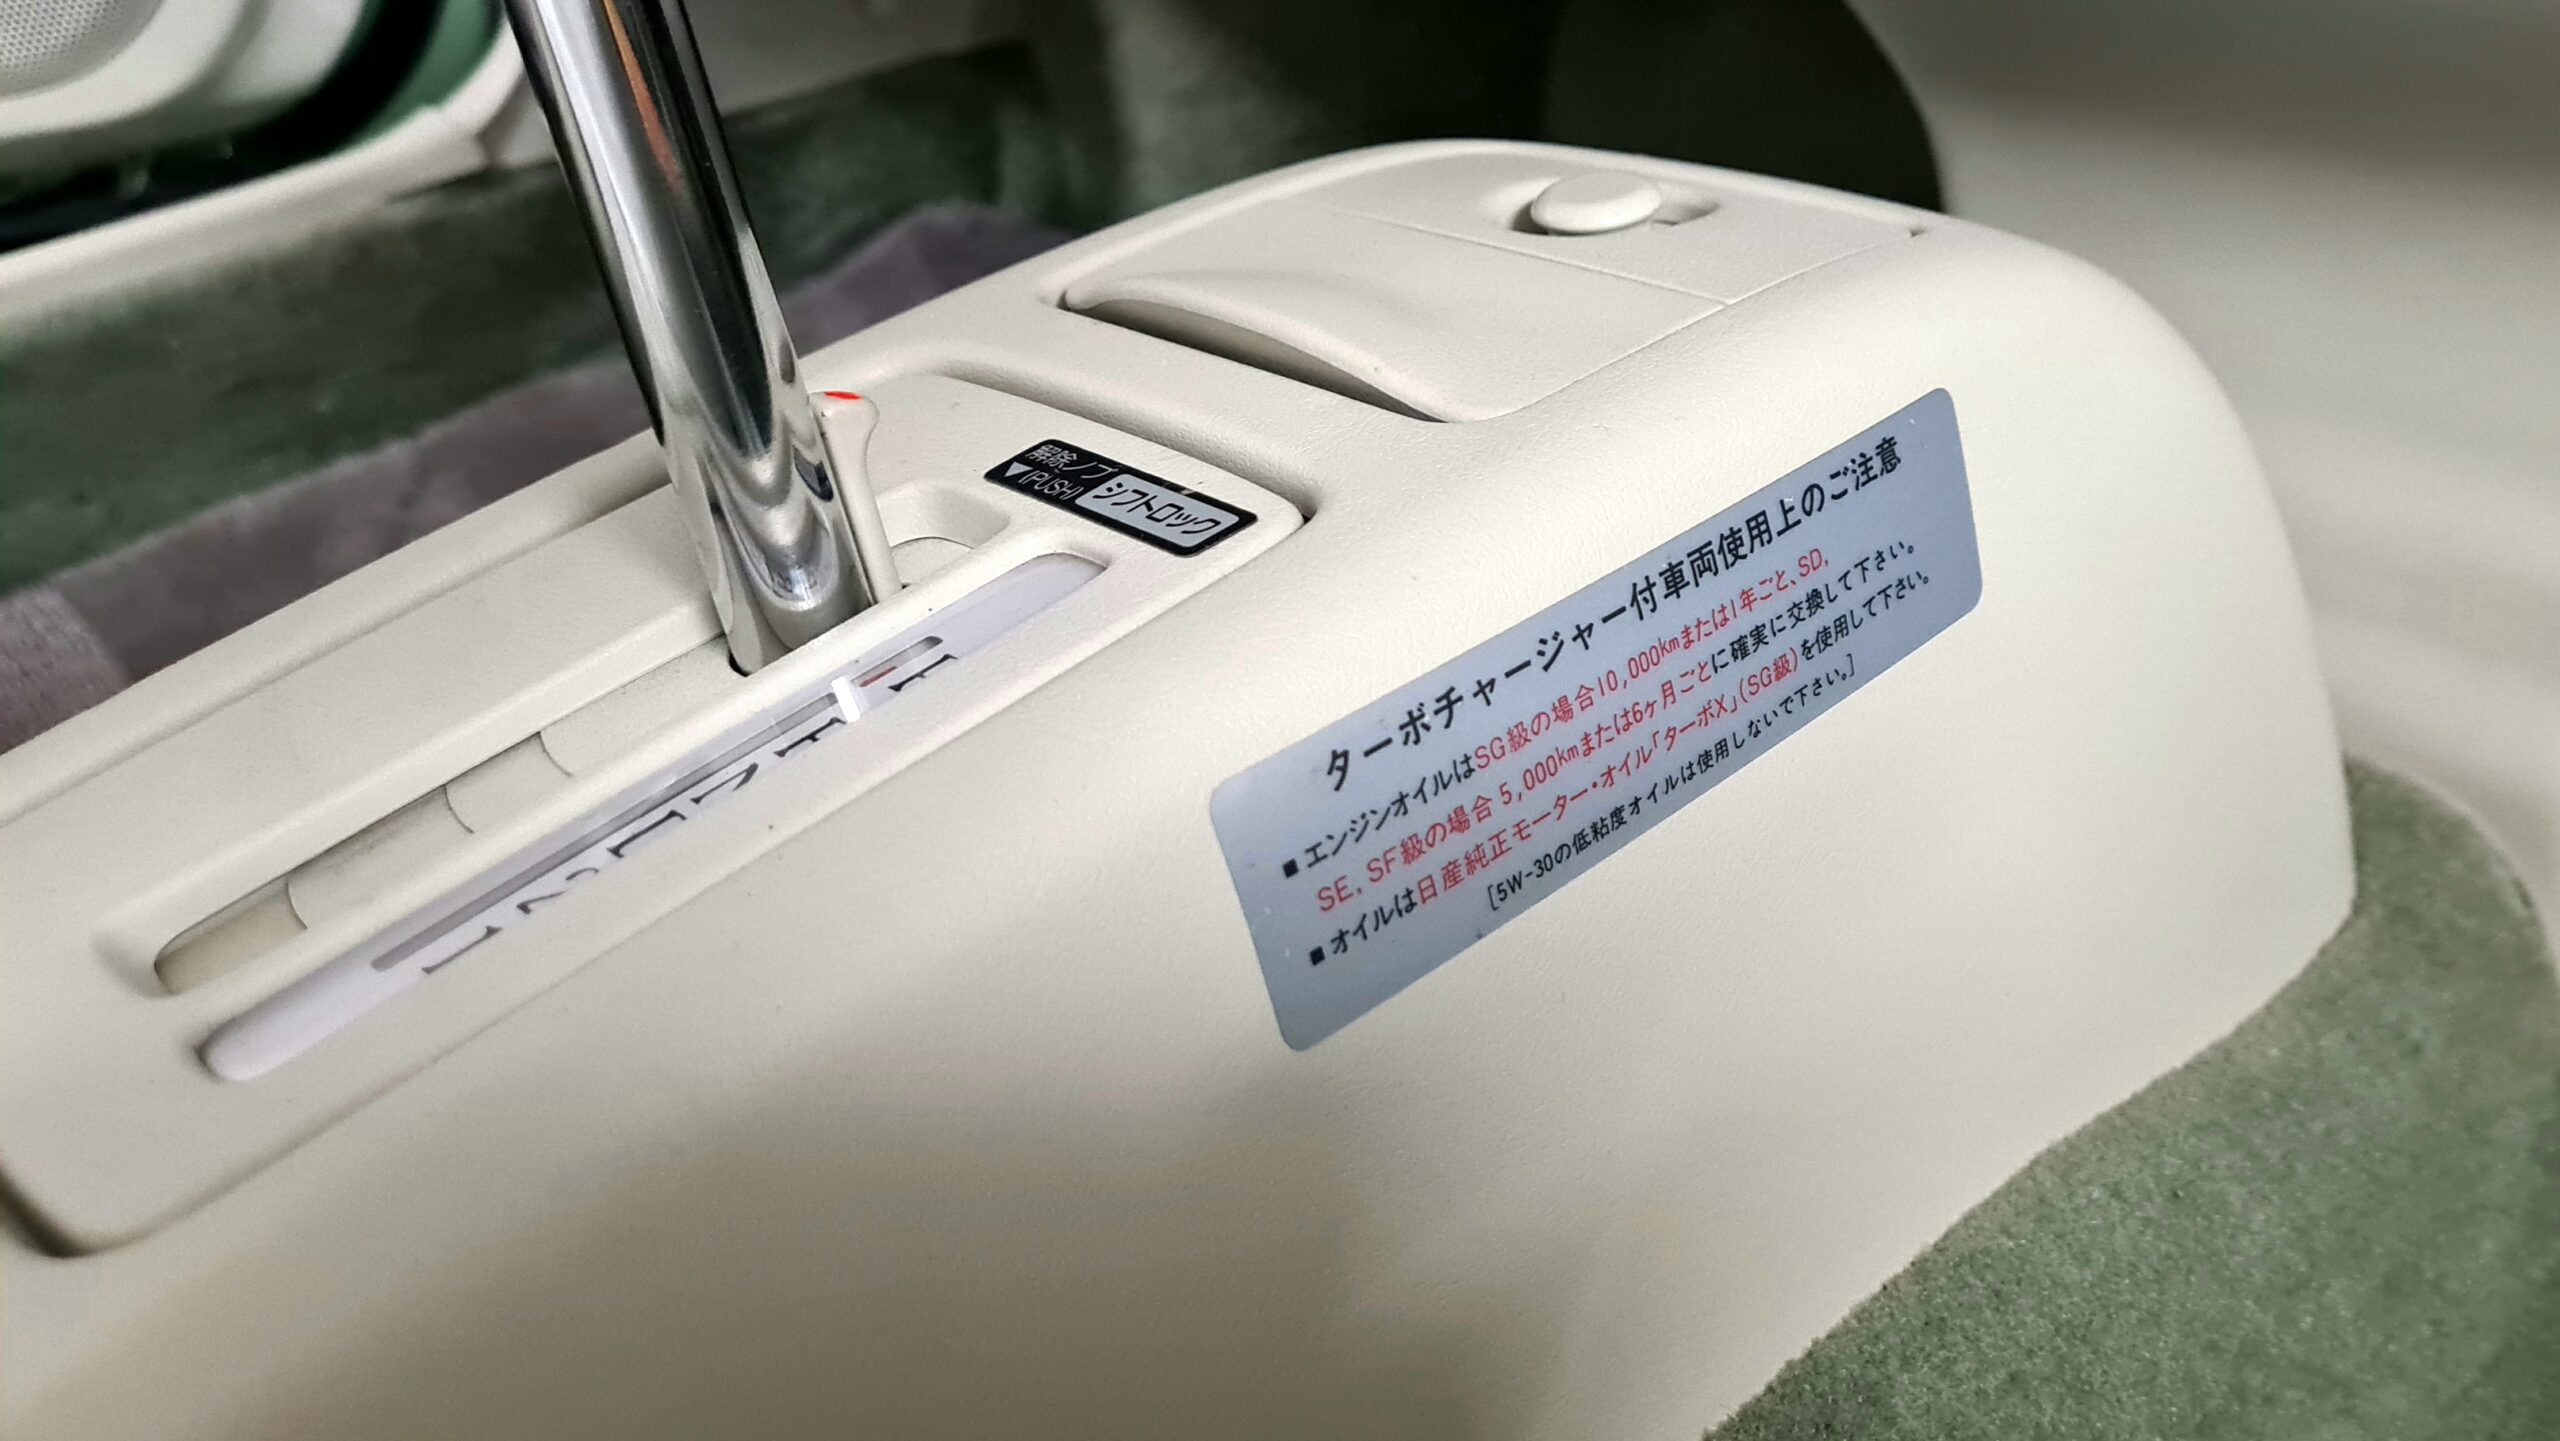 解除ノブ
▼(PUSH)
シフトロック
ターボチャージャー付車両使用上のご注意
■エンジンオイルはSG級の場合10,000kmまたは1年ごと、SD,
SE, SF級の場合 5,000kmまたは6ヶ月ごとに確実に交換して下さい。
■オイルは日産純正モーター・オイル「ターボX」(SG級)を使用して下さい。
[5W-30の低粘度オイルは使用しないで下さい。]
2
1